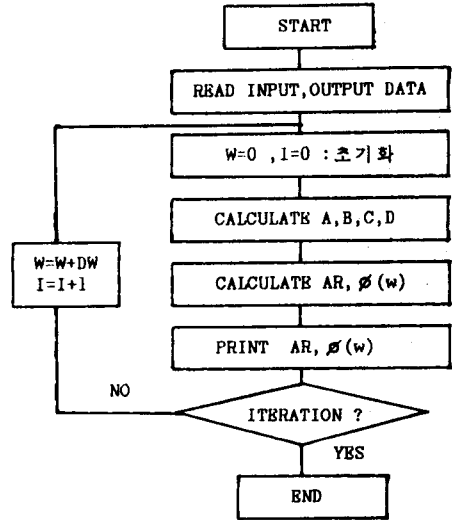 START
READ INPUT,OUTPUT DATA
W=0 ,I=0 : 초기화
CALCULATE A,B,C,D
W=W+DW
I=I+1
CALCULATE AR, ø(w)
PRINT AR, ø(w)
NO
ITERATION ?
YES
END